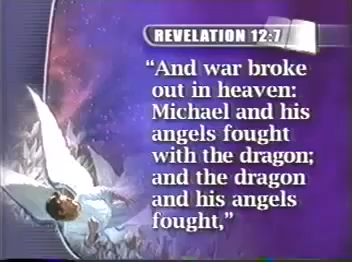 REVELATION 12:7
“And war broke
out in heaven:
Michael and his
angels fought
with the dragon;
and the dragon
and his angels
fought,”